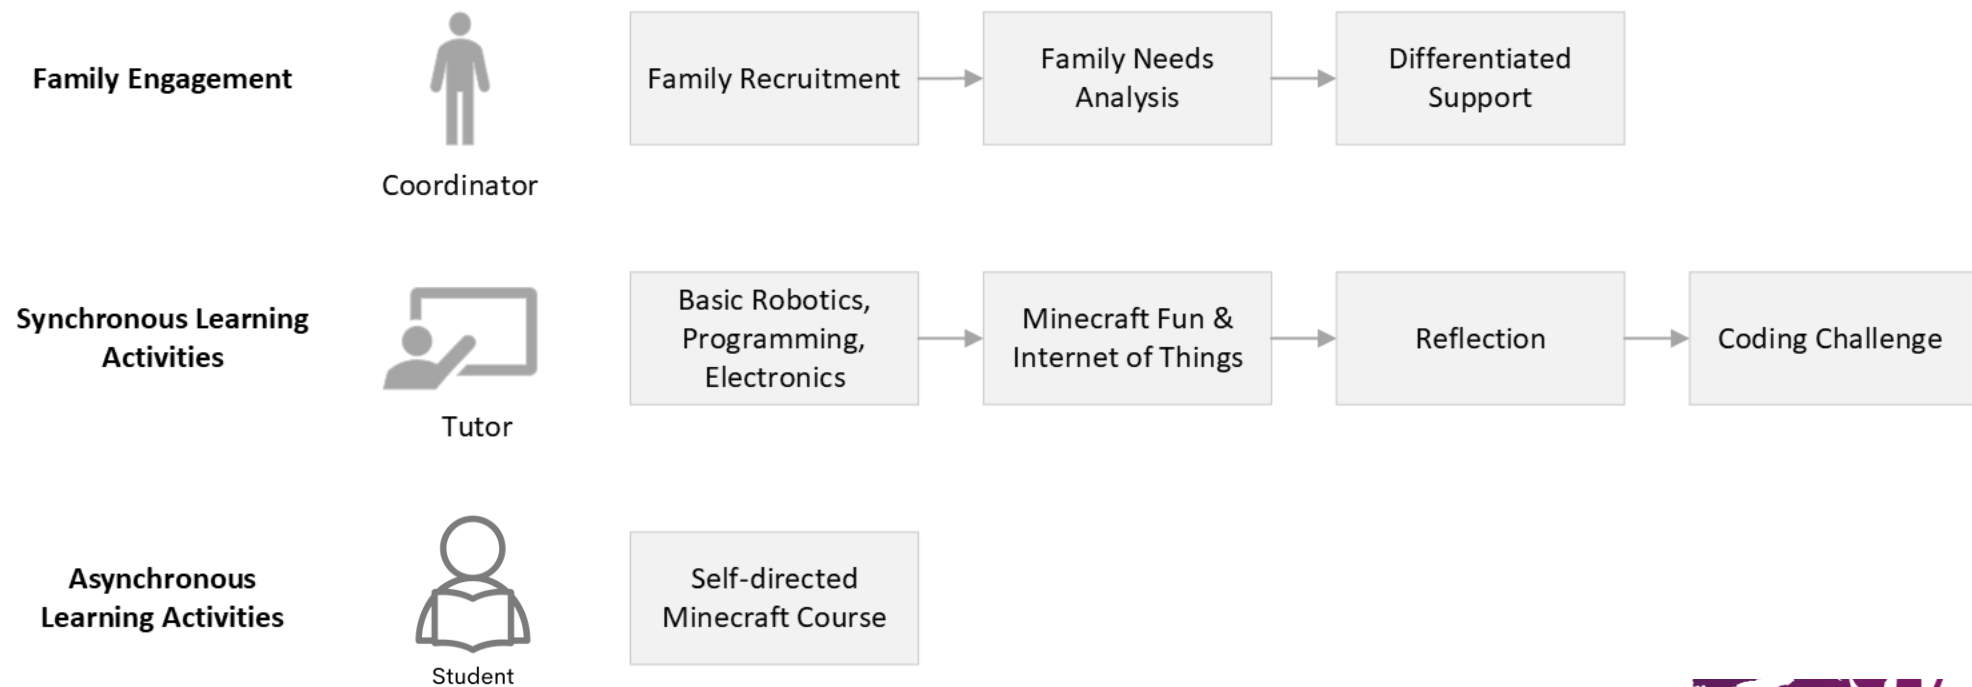 Family Engagement
Coordinator
Family Recruitment
Family Needs
Analysis
Differentiated
Support
Synchronous Learning
Activities
Tutor
Basic Robotics,
Programming,
Electronics
Minecraft Fun &
Internet of Things
Reflection
Coding Challenge
Asynchronous
Learning Activities
Student
Self-directed
Minecraft Course